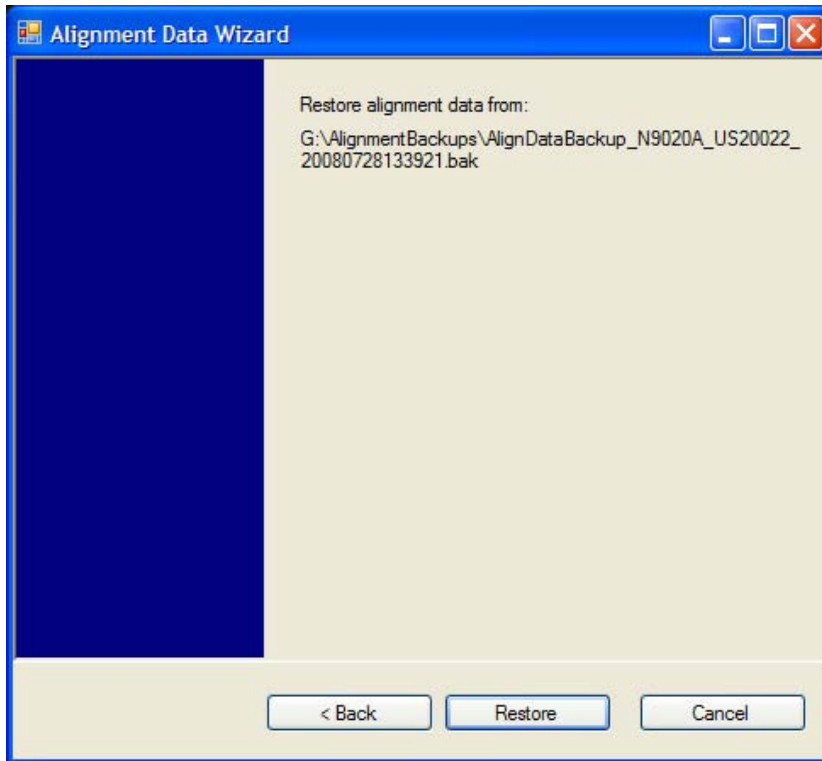 Alignment Data Wizard
Restore alignment data from:
G:\AlignmentBackups\AlignDataBackup_N9020A_US20022_
20080728133921.bak
< Back Restore Cancel